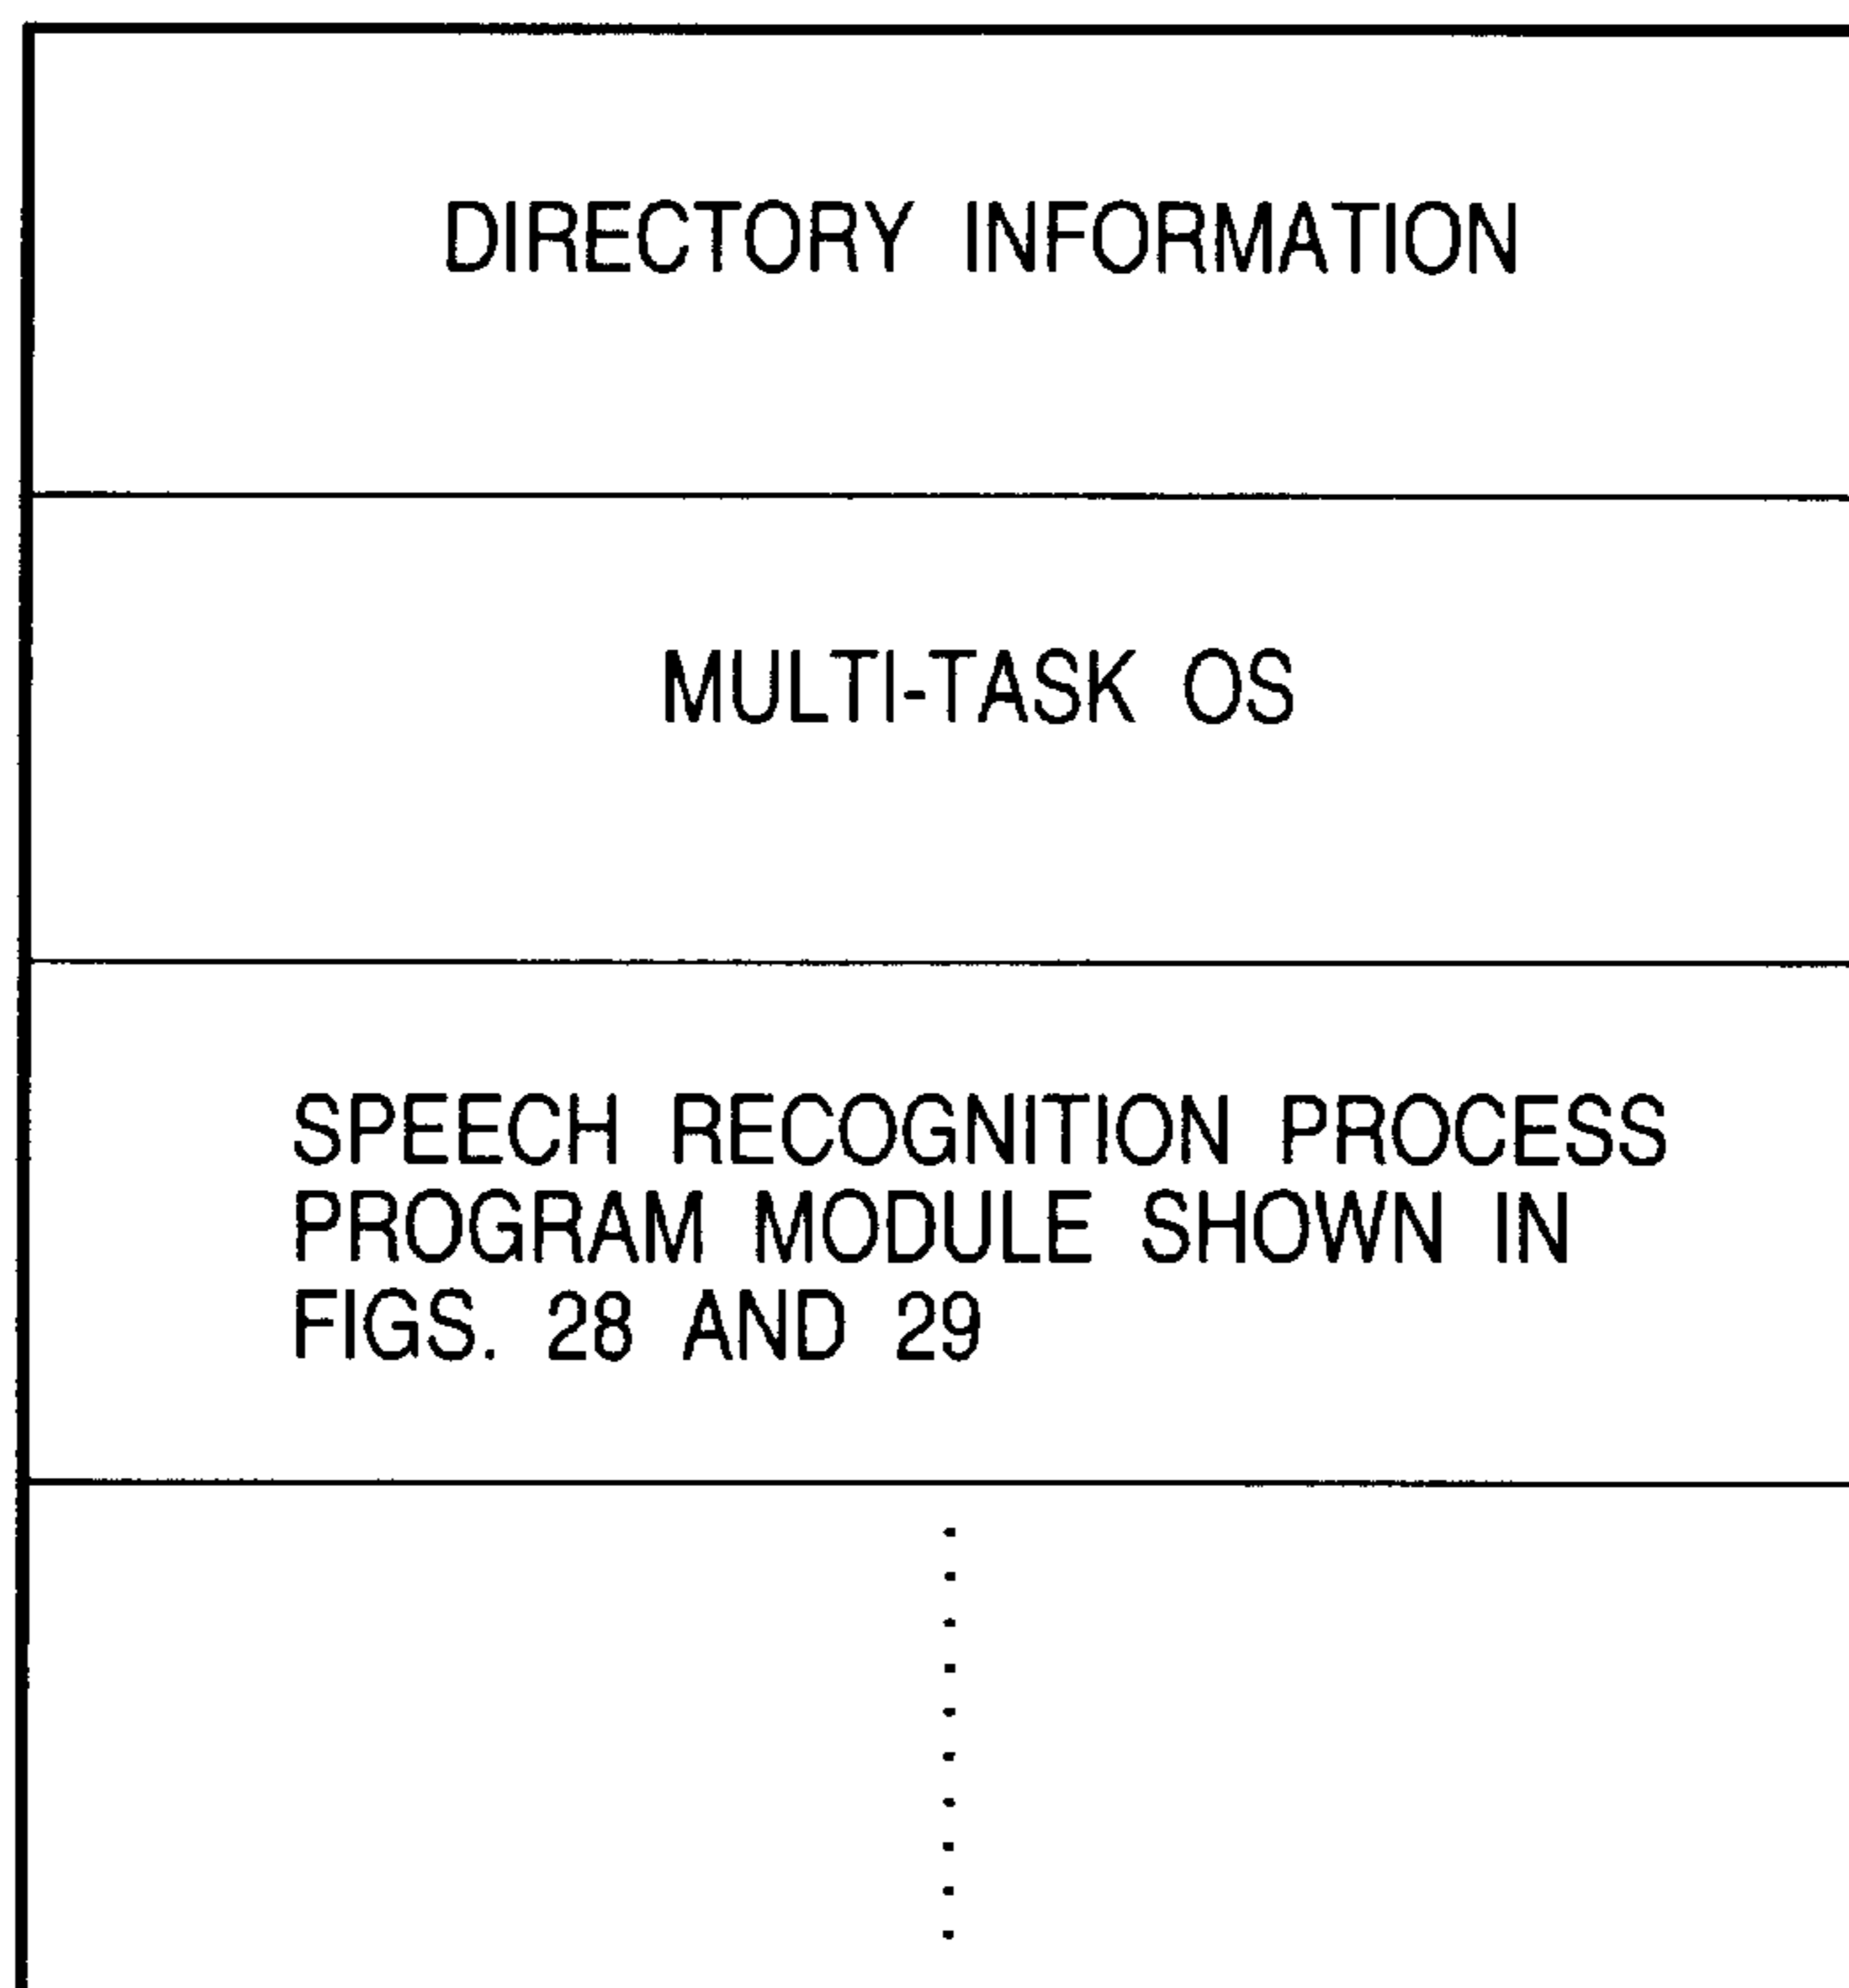 DIRECTORY INFORMATION
MULTI-TASK OS
SPEECH RECOGNITION PROCESS
PROGRAM MODULE SHOWN IN
FIGS. 28 AND 29